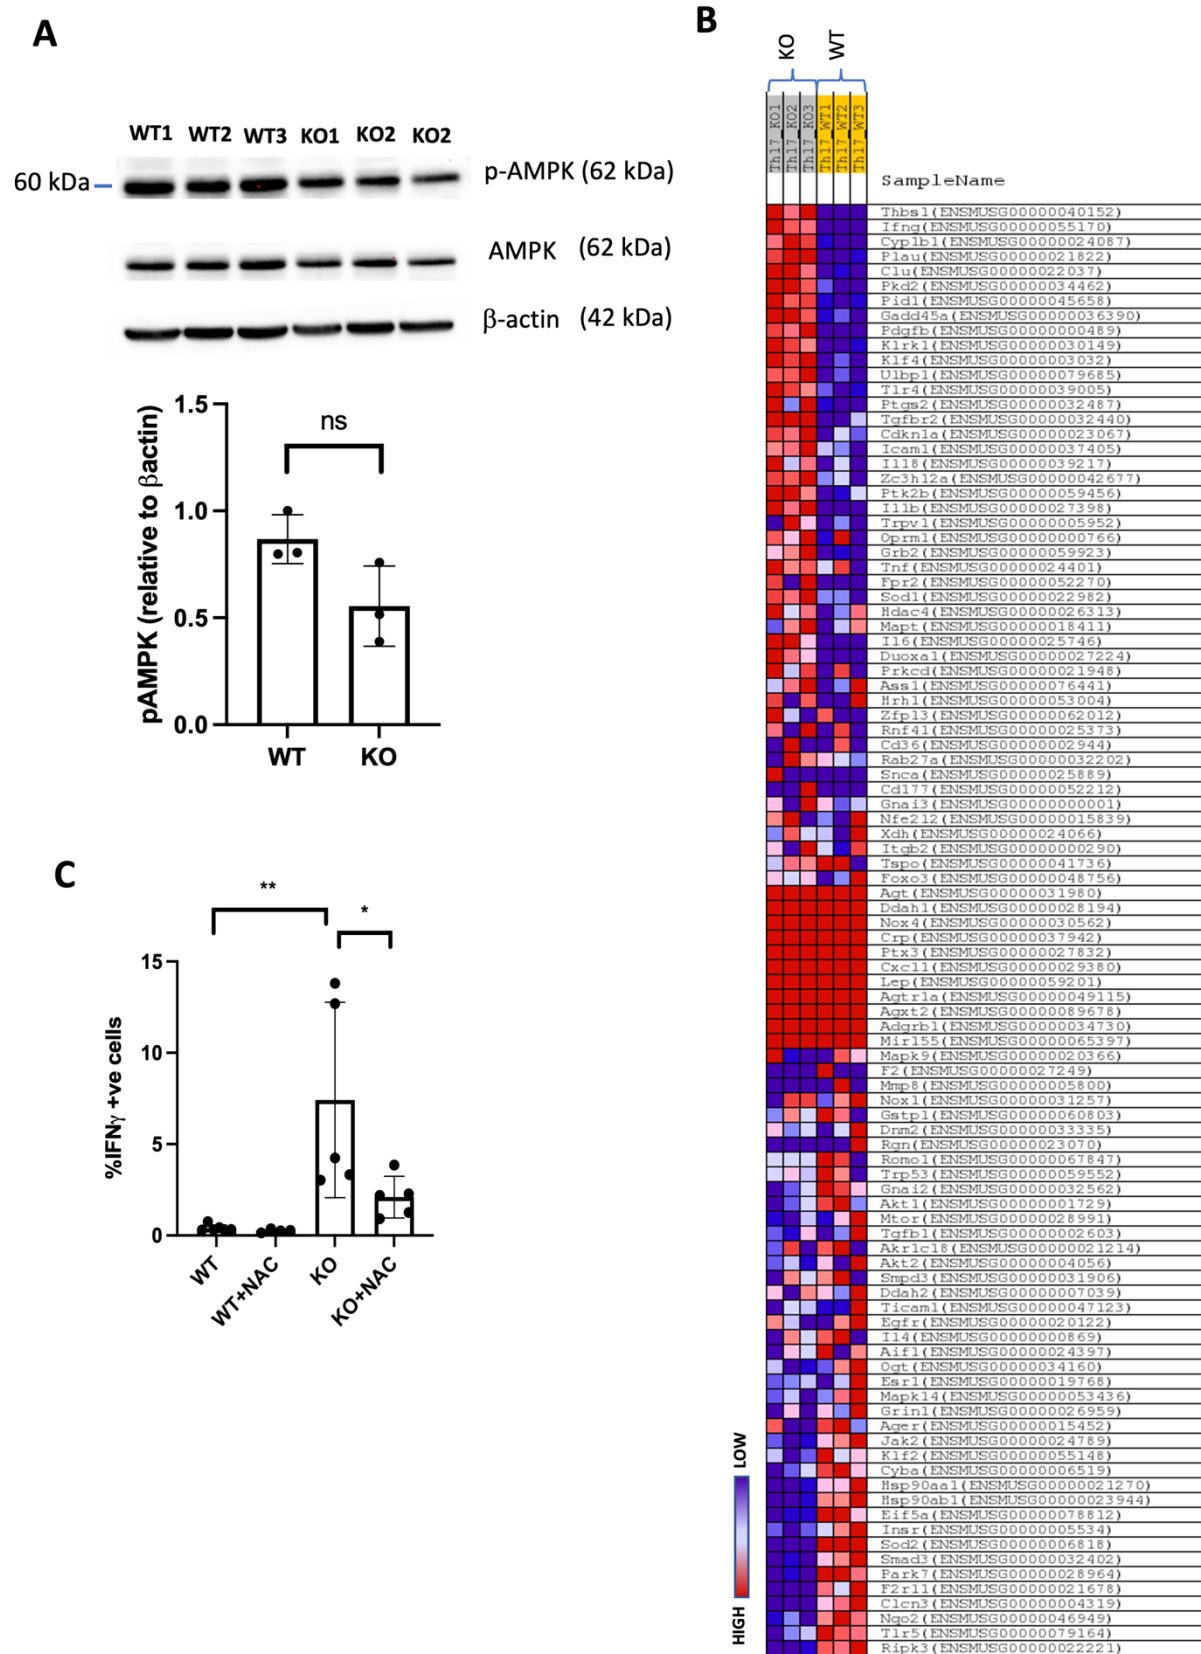 A
WT1 WT2 WT3 KO1 KO2 KO2
60 kDa
p-AMPK (62 kDa)
AMPK (62 kDa)
β-actin (42 kDa)
pAMPK (relative to βactin)
1.5
1.0
0.5
0.0
ns
WT KO
C
%IFNγ +ve cells
**
*
15
10
5
0
WT WT+NAC KO KO+NAC
B
KO WT
Th17_KO1 Th17_KO2 Th17_KO3 Th17_WT1 Th17_WT2 Th17_WT3
SampleName
Thbs1(ENSMUSG00000040152)
Ifng(ENSMUSG00000055170)
Cyp1b1(ENSMUSG00000024087)
Plau(ENSMUSG00000021822)
Clu(ENSMUSG00000022037)
Pkd2(ENSMUSG00000034462)
Pid1(ENSMUSG00000045658)
Gadd45a(ENSMUSG00000036390)
Pdgfb(ENSMUSG00000000489)
Klrk1(ENSMUSG00000030149)
Klf4(ENSMUSG00000003032)
Ulbp1(ENSMUSG00000079685)
Tlr4(ENSMUSG00000039005)
Ptgs2(ENSMUSG00000032487)
Tgfbr2(ENSMUSG00000032440)
Cdkn1a(ENSMUSG00000023067)
Icam1(ENSMUSG00000037405)
Il18(ENSMUSG00000039217)
Zc3h12a(ENSMUSG00000042677)
Ptk2b(ENSMUSG00000059456)
Il1b(ENSMUSG00000027398)
Trpv1(ENSMUSG00000005952)
Oprm1(ENSMUSG00000000766)
Grb2(ENSMUSG00000059923)
Tnf(ENSMUSG00000024401)
Fpr2(ENSMUSG00000052270)
Sod1(ENSMUSG00000022982)
Hdac4(ENSMUSG00000026313)
Mapt(ENSMUSG00000018411)
Il6(ENSMUSG00000025746)
Duoxa1(ENSMUSG00000027224)
Prkcd(ENSMUSG00000021948)
Ass1(ENSMUSG00000076441)
Hrh1(ENSMUSG00000053004)
Zfp13(ENSMUSG00000062012)
Rnf41(ENSMUSG00000025373)
Cd36(ENSMUSG00000002944)
Rab27a(ENSMUSG00000032202)
Snca(ENSMUSG00000025889)
Cd177(ENSMUSG00000052212)
Gnai3(ENSMUSG00000000001)
Nfe2l2(ENSMUSG00000015839)
Xdh(ENSMUSG00000024066)
Itgb2(ENSMUSG00000000290)
Tspo(ENSMUSG00000041736)
Foxo3(ENSMUSG00000048756)
Agt(ENSMUSG00000031980)
Ddah1(ENSMUSG00000028194)
Nox4(ENSMUSG00000030562)
Crp(ENSMUSG00000037942)
Ptx3(ENSMUSG00000027832)
Cxcl1(ENSMUSG00000029380)
Lep(ENSMUSG00000059201)
Agtr1a(ENSMUSG00000049115)
Agxt2(ENSMUSG00000089678)
Adgrb1(ENSMUSG00000034730)
Mir155(ENSMUSG00000065397)
Mapk9(ENSMUSG00000020366)
F2(ENSMUSG00000027249)
Mmp8(ENSMUSG00000005800)
Nox1(ENSMUSG00000031257)
Gstp1(ENSMUSG00000060803)
Dnm2(ENSMUSG00000033335)
Rgn(ENSMUSG00000023070)
Romo1(ENSMUSG00000067847)
Trp53(ENSMUSG00000059552)
Gnai2(ENSMUSG00000032562)
Akt1(ENSMUSG00000001729)
Mtor(ENSMUSG00000028991)
Tgfb1(ENSMUSG00000002603)
Akr1c18(ENSMUSG00000021214)
Akt2(ENSMUSG00000004056)
Smpd3(ENSMUSG00000031906)
Ddah2(ENSMUSG00000007039)
Ticam1(ENSMUSG00000047123)
Egfr(ENSMUSG00000020122)
Il4(ENSMUSG00000000869)
Aif1(ENSMUSG00000024397)
Ogt(ENSMUSG00000034160)
Esr1(ENSMUSG00000019768)
Mapk14(ENSMUSG00000053436)
Grin1(ENSMUSG00000026959)
Ager(ENSMUSG00000015452)
Jak2(ENSMUSG00000024789)
Klf2(ENSMUSG00000055148)
Cyba(ENSMUSG00000006519)
Hsp90aa1(ENSMUSG00000021270)
Hsp90ab1(ENSMUSG00000023944)
Eif5a(ENSMUSG00000078812)
Insr(ENSMUSG00000005534)
Sod2(ENSMUSG00000006818)
Smad3(ENSMUSG00000032402)
Park7(ENSMUSG00000028964)
F2rl1(ENSMUSG00000021678)
Clcn3(ENSMUSG00000004319)
Nqo2(ENSMUSG00000046949)
Tlr5(ENSMUSG00000079164)
Ripk3(ENSMUSG00000022221)
HIGH LOW